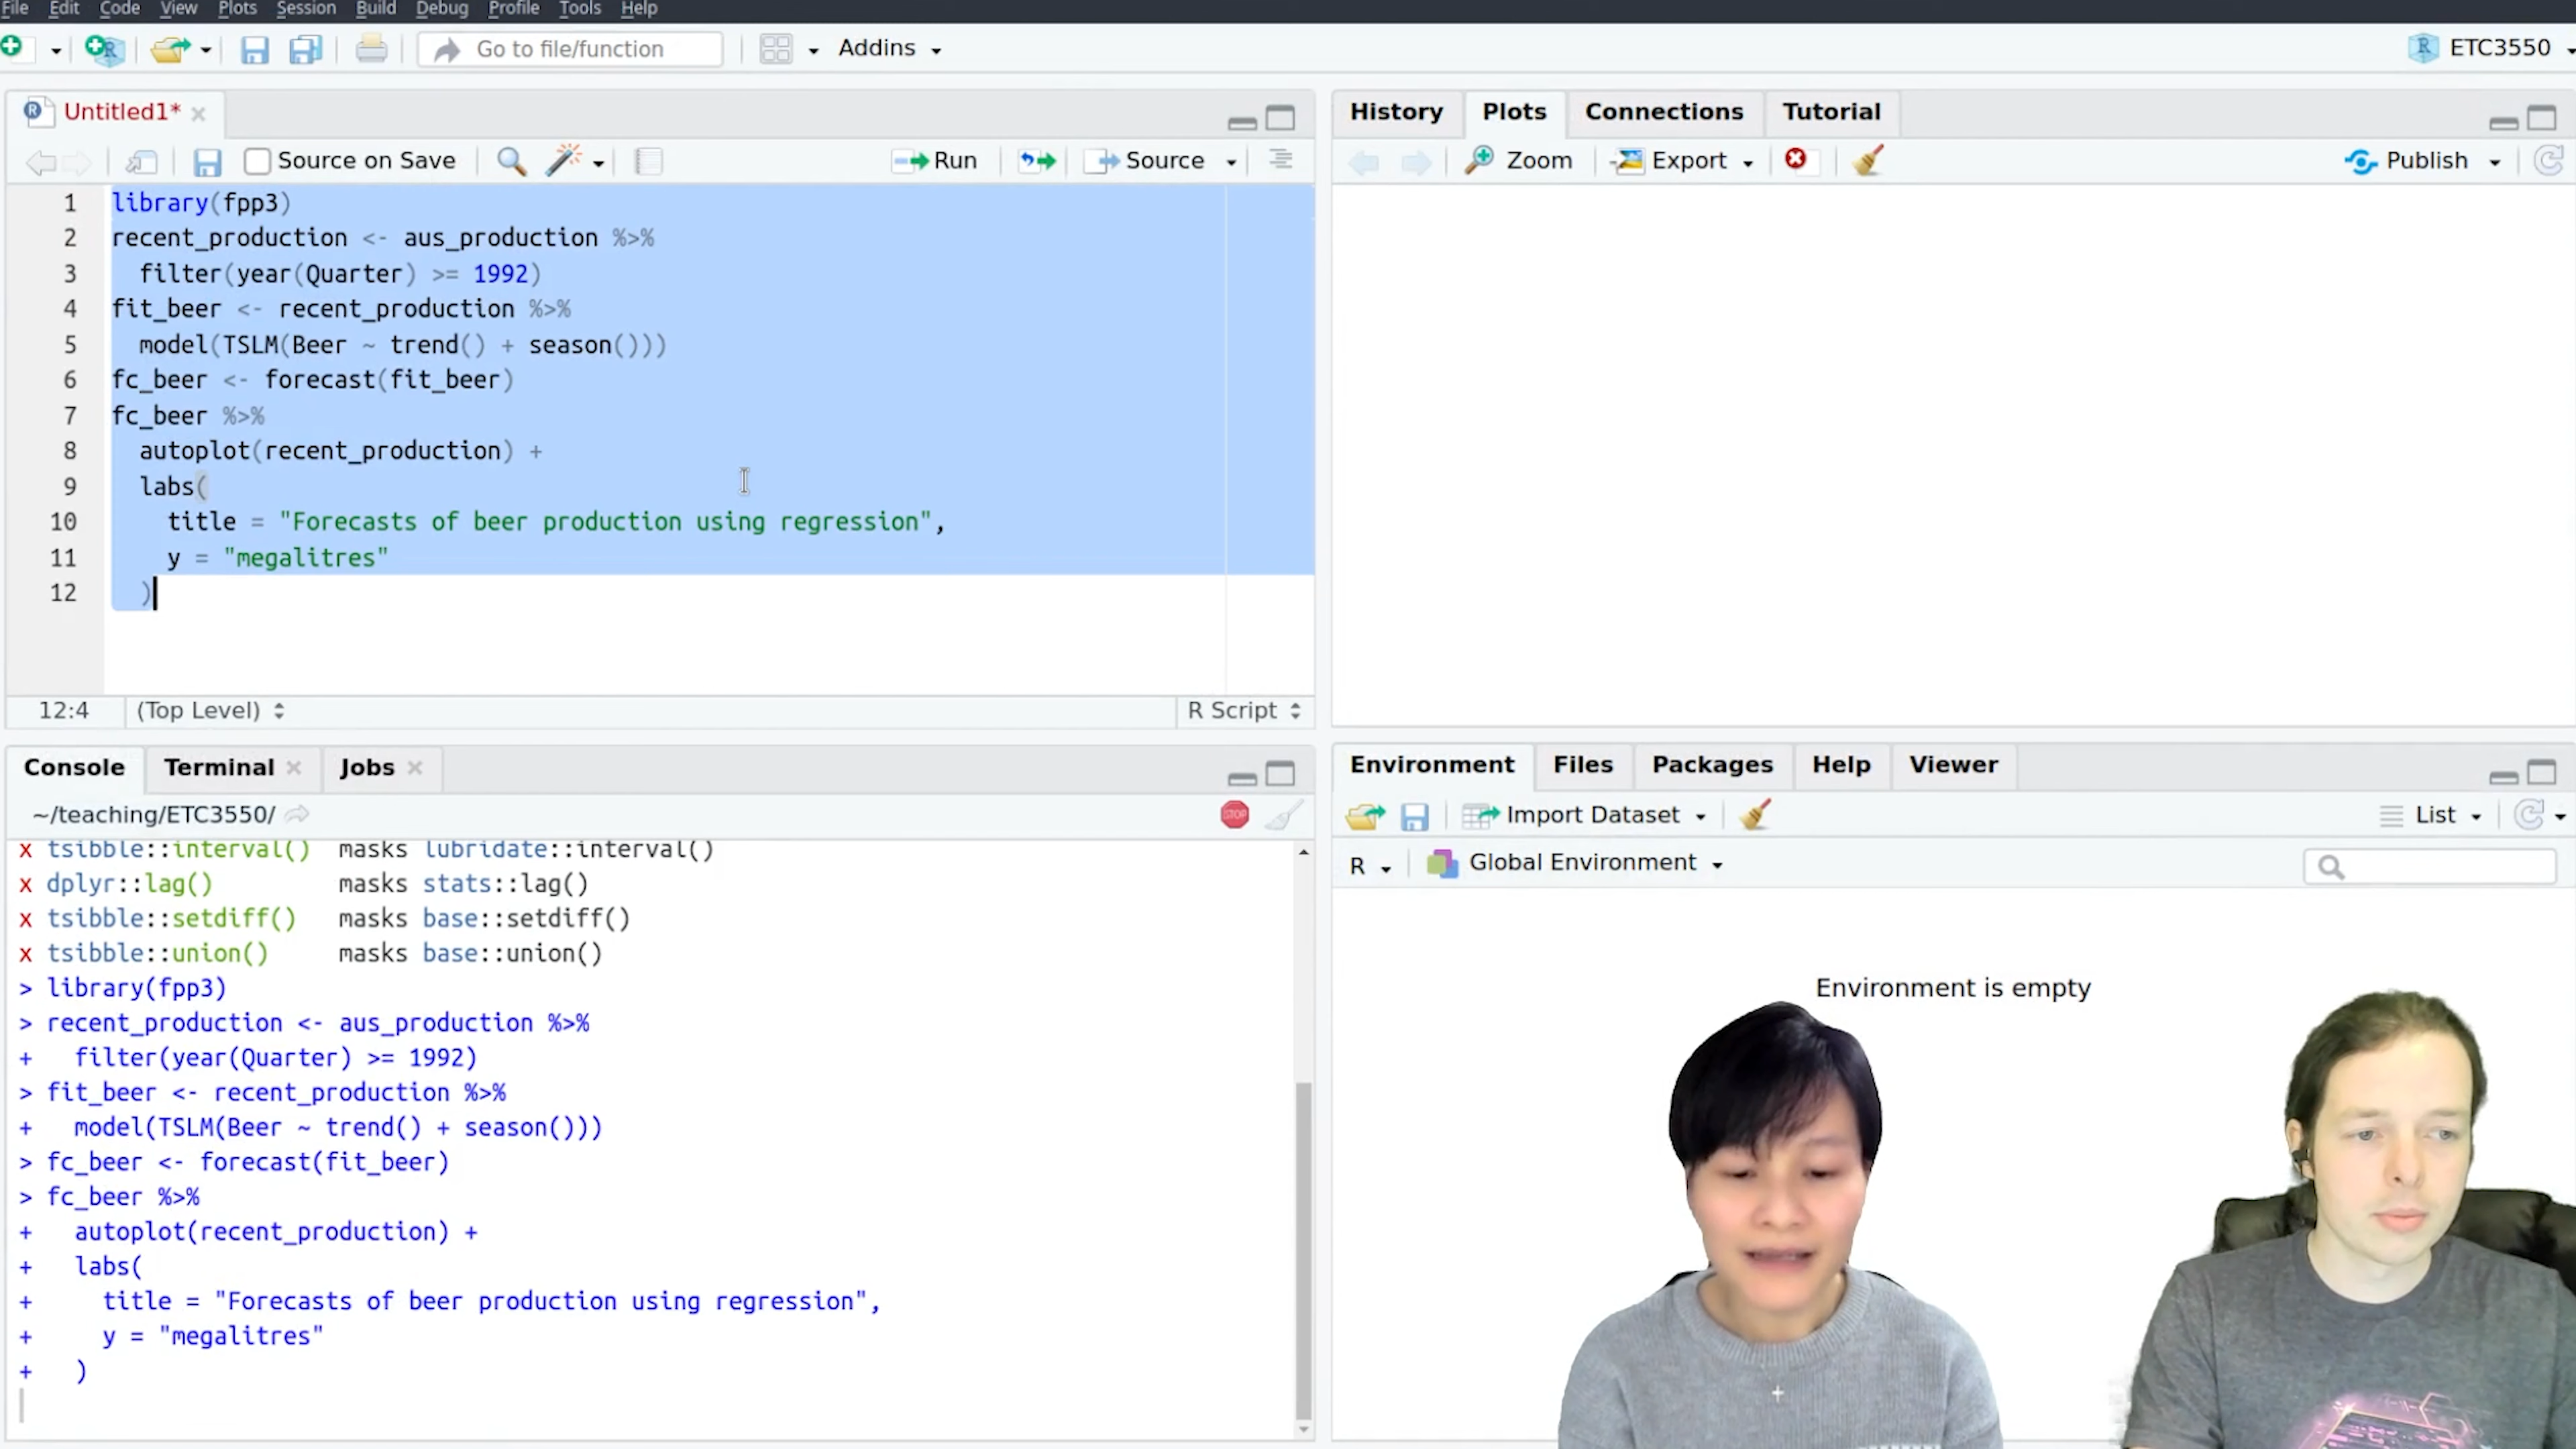 File Edit Code View Plots Session Build Debug Profile Tools Help
Go to file/function Addins ETC3550
Untitled1*
Source on Save Run Source
1 library(fpp3)
2 recent_production <- aus_production %>%
3 filter(year(Quarter) >= 1992)
4 fit_beer <- recent_production %>%
5 model(TSLM(Beer ~ trend() + season()))
6 fc_beer <- forecast(fit_beer)
7 fc_beer %>%
8 autoplot(recent_production) +
9 labs(
10 title = "Forecasts of beer production using regression",
11 y = "megalitres"
12 )
12:4 (Top Level) R Script
History Plots Connections Tutorial
Zoom Export Publish
Console Terminal Jobs
~/teaching/ETC3550/ STOP
x tsibble::interval() masks lubridate::interval()
x dplyr::lag() masks stats::lag()
x tsibble::setdiff() masks base::setdiff()
x tsibble::union() masks base::union()
> library(fpp3)
> recent_production <- aus_production %>%
+ filter(year(Quarter) >= 1992)
> fit_beer <- recent_production %>%
+ model(TSLM(Beer ~ trend() + season()))
> fc_beer <- forecast(fit_beer)
> fc_beer %>%
+ autoplot(recent_production) +
+ labs(
+ title = "Forecasts of beer production using regression",
+ y = "megalitres"
+ )
Environment Files Packages Help Viewer
Import Dataset List
R Global Environment
Environment is empty